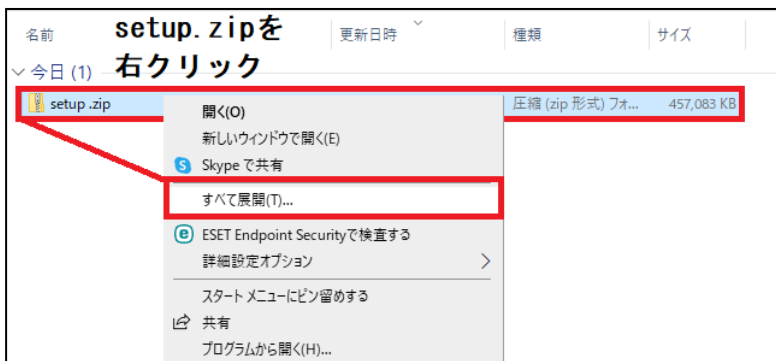 setup.zipを
右クリック
名前 更新日時 種類 サイズ
今日 (1)
setup .zip 圧縮 (zip 形式) フォ... 457,083 KB
開く(O)
新しいウィンドウで開く(E)
Skype で共有
すべて展開(T)...
ESET Endpoint Securityで検査する
詳細設定オプション
スタート メニューにピン留めする
共有
プログラムから開く(H)...